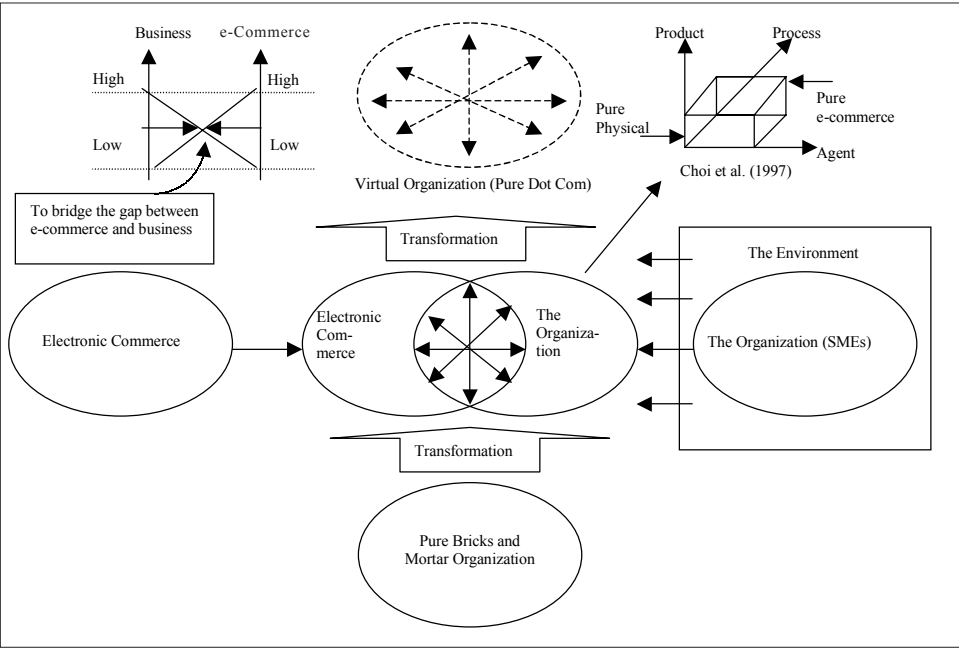 Business
e-Commerce
High
High
Low
Low
To bridge the gap between
e-commerce and business
Virtual Organization (Pure Dot Com)
Product
Process
Pure
Physical
Pure
e-commerce
Agent
Choi et al. (1997)
Transformation
The Environment
Electronic Commerce
Electronic
Com-
merce
The
Organiza-
tion
The Organization (SMEs)
Transformation
Pure Bricks and
Mortar Organization